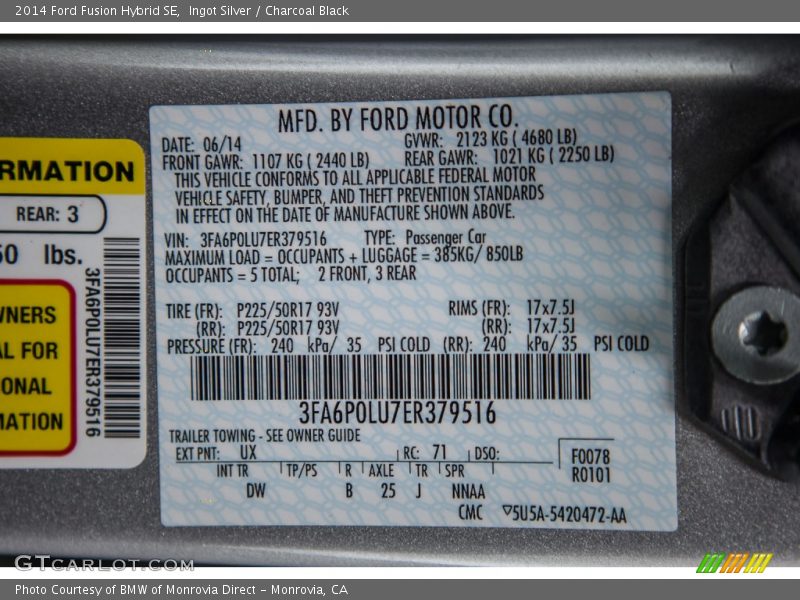 2014 Ford Fusion Hybrid SE, Ingot Silver / Charcoal Black
MFD. BY FORD MOTOR CO.
DATE: 06/14 GVWR: 2123 KG ( 4680 LB)
FRONT GAWR: 1107 KG ( 2440 LB) REAR GAWR: 1021 KG ( 2250 LB)
THIS VEHICLE CONFORMS TO ALL APPLICABLE FEDERAL MOTOR
VEHICLE SAFETY, BUMPER, AND THEFT PREVENTION STANDARDS
IN EFFECT ON THE DATE OF MANUFACTURE SHOWN ABOVE.
VIN: 3FA6P0LU7ER379516 TYPE: Passenger Car
MAXIMUM LOAD = OCCUPANTS + LUGGAGE = 385KG/ 850LB
OCCUPANTS = 5 TOTAL; 2 FRONT, 3 REAR
TIRE (FR): P225/50R17 93V RIMS (FR): 17x7.5J
(RR): P225/50R17 93V (RR): 17x7.5J
PRESSURE (FR): 240 kPa/ 35 PSI COLD (RR): 240 kPa/ 35 PSI COLD
3FA6P0LU7ER379516
TRAILER TOWING - SEE OWNER GUIDE
EXT PNT: UX RC: 71 DSO:
INT TR TP/PS R AXLE TR SPR
DW B 25 J NNAA
F0078
R0101
CMC ▽5U5A-5420472-AA
RMATION
REAR: 3
50 lbs.
WNERS
AL FOR
ONAL
MATION
3FA6P0LU7ER379516
GTCarLot.com
Photo Courtesy of BMW of Monrovia Direct - Monrovia, CA